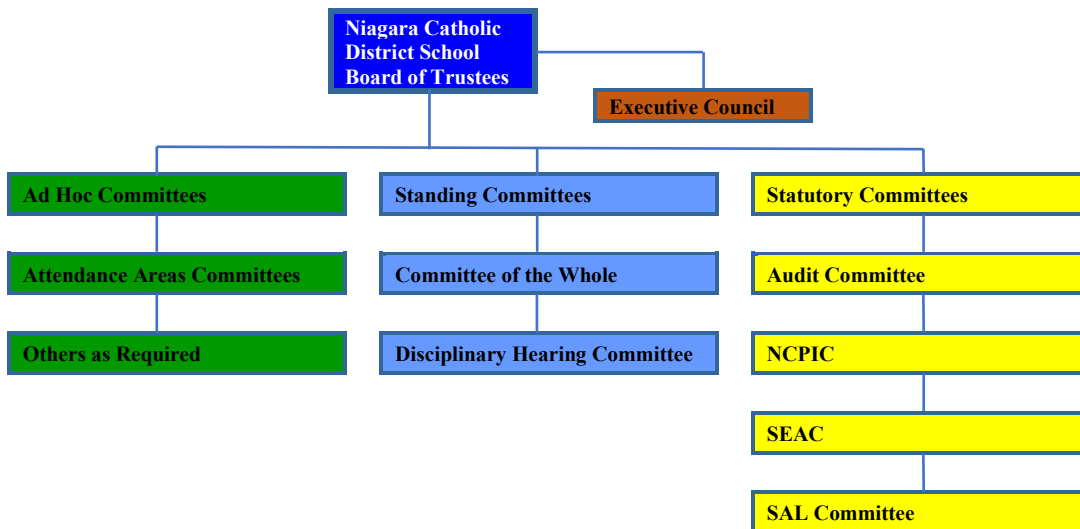 Niagara Catholic
District School
Board of Trustees
Executive Council
Ad Hoc Committees
Standing Committees
Statutory Committees
Attendance Areas Committees
Committee of the Whole
Audit Committee
Others as Required
Disciplinary Hearing Committee
NCPIC
SEAC
SAL Committee